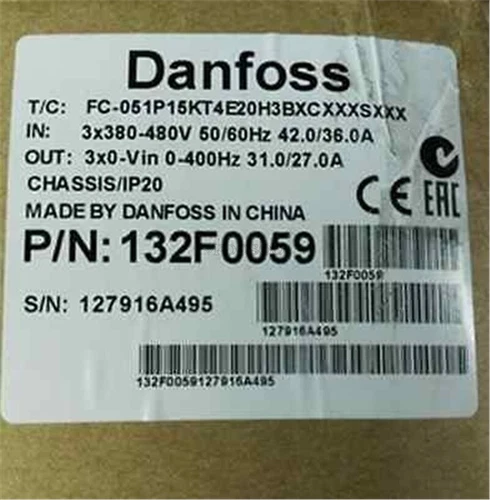 Danfoss
T/C: FC-051P15KT4E20H3BXCXXXSXXX
IN: 3x380-480V 50/60Hz 42.0/36.0A
OUT: 3x0-Vin 0-400Hz 31.0/27.0A
CHASSIS/IP20
MADE BY DANFOSS IN CHINA
CE EAC
P/N: 132F0059
132F0059
S/N: 127916A495
127916A495
132F0059127916A495